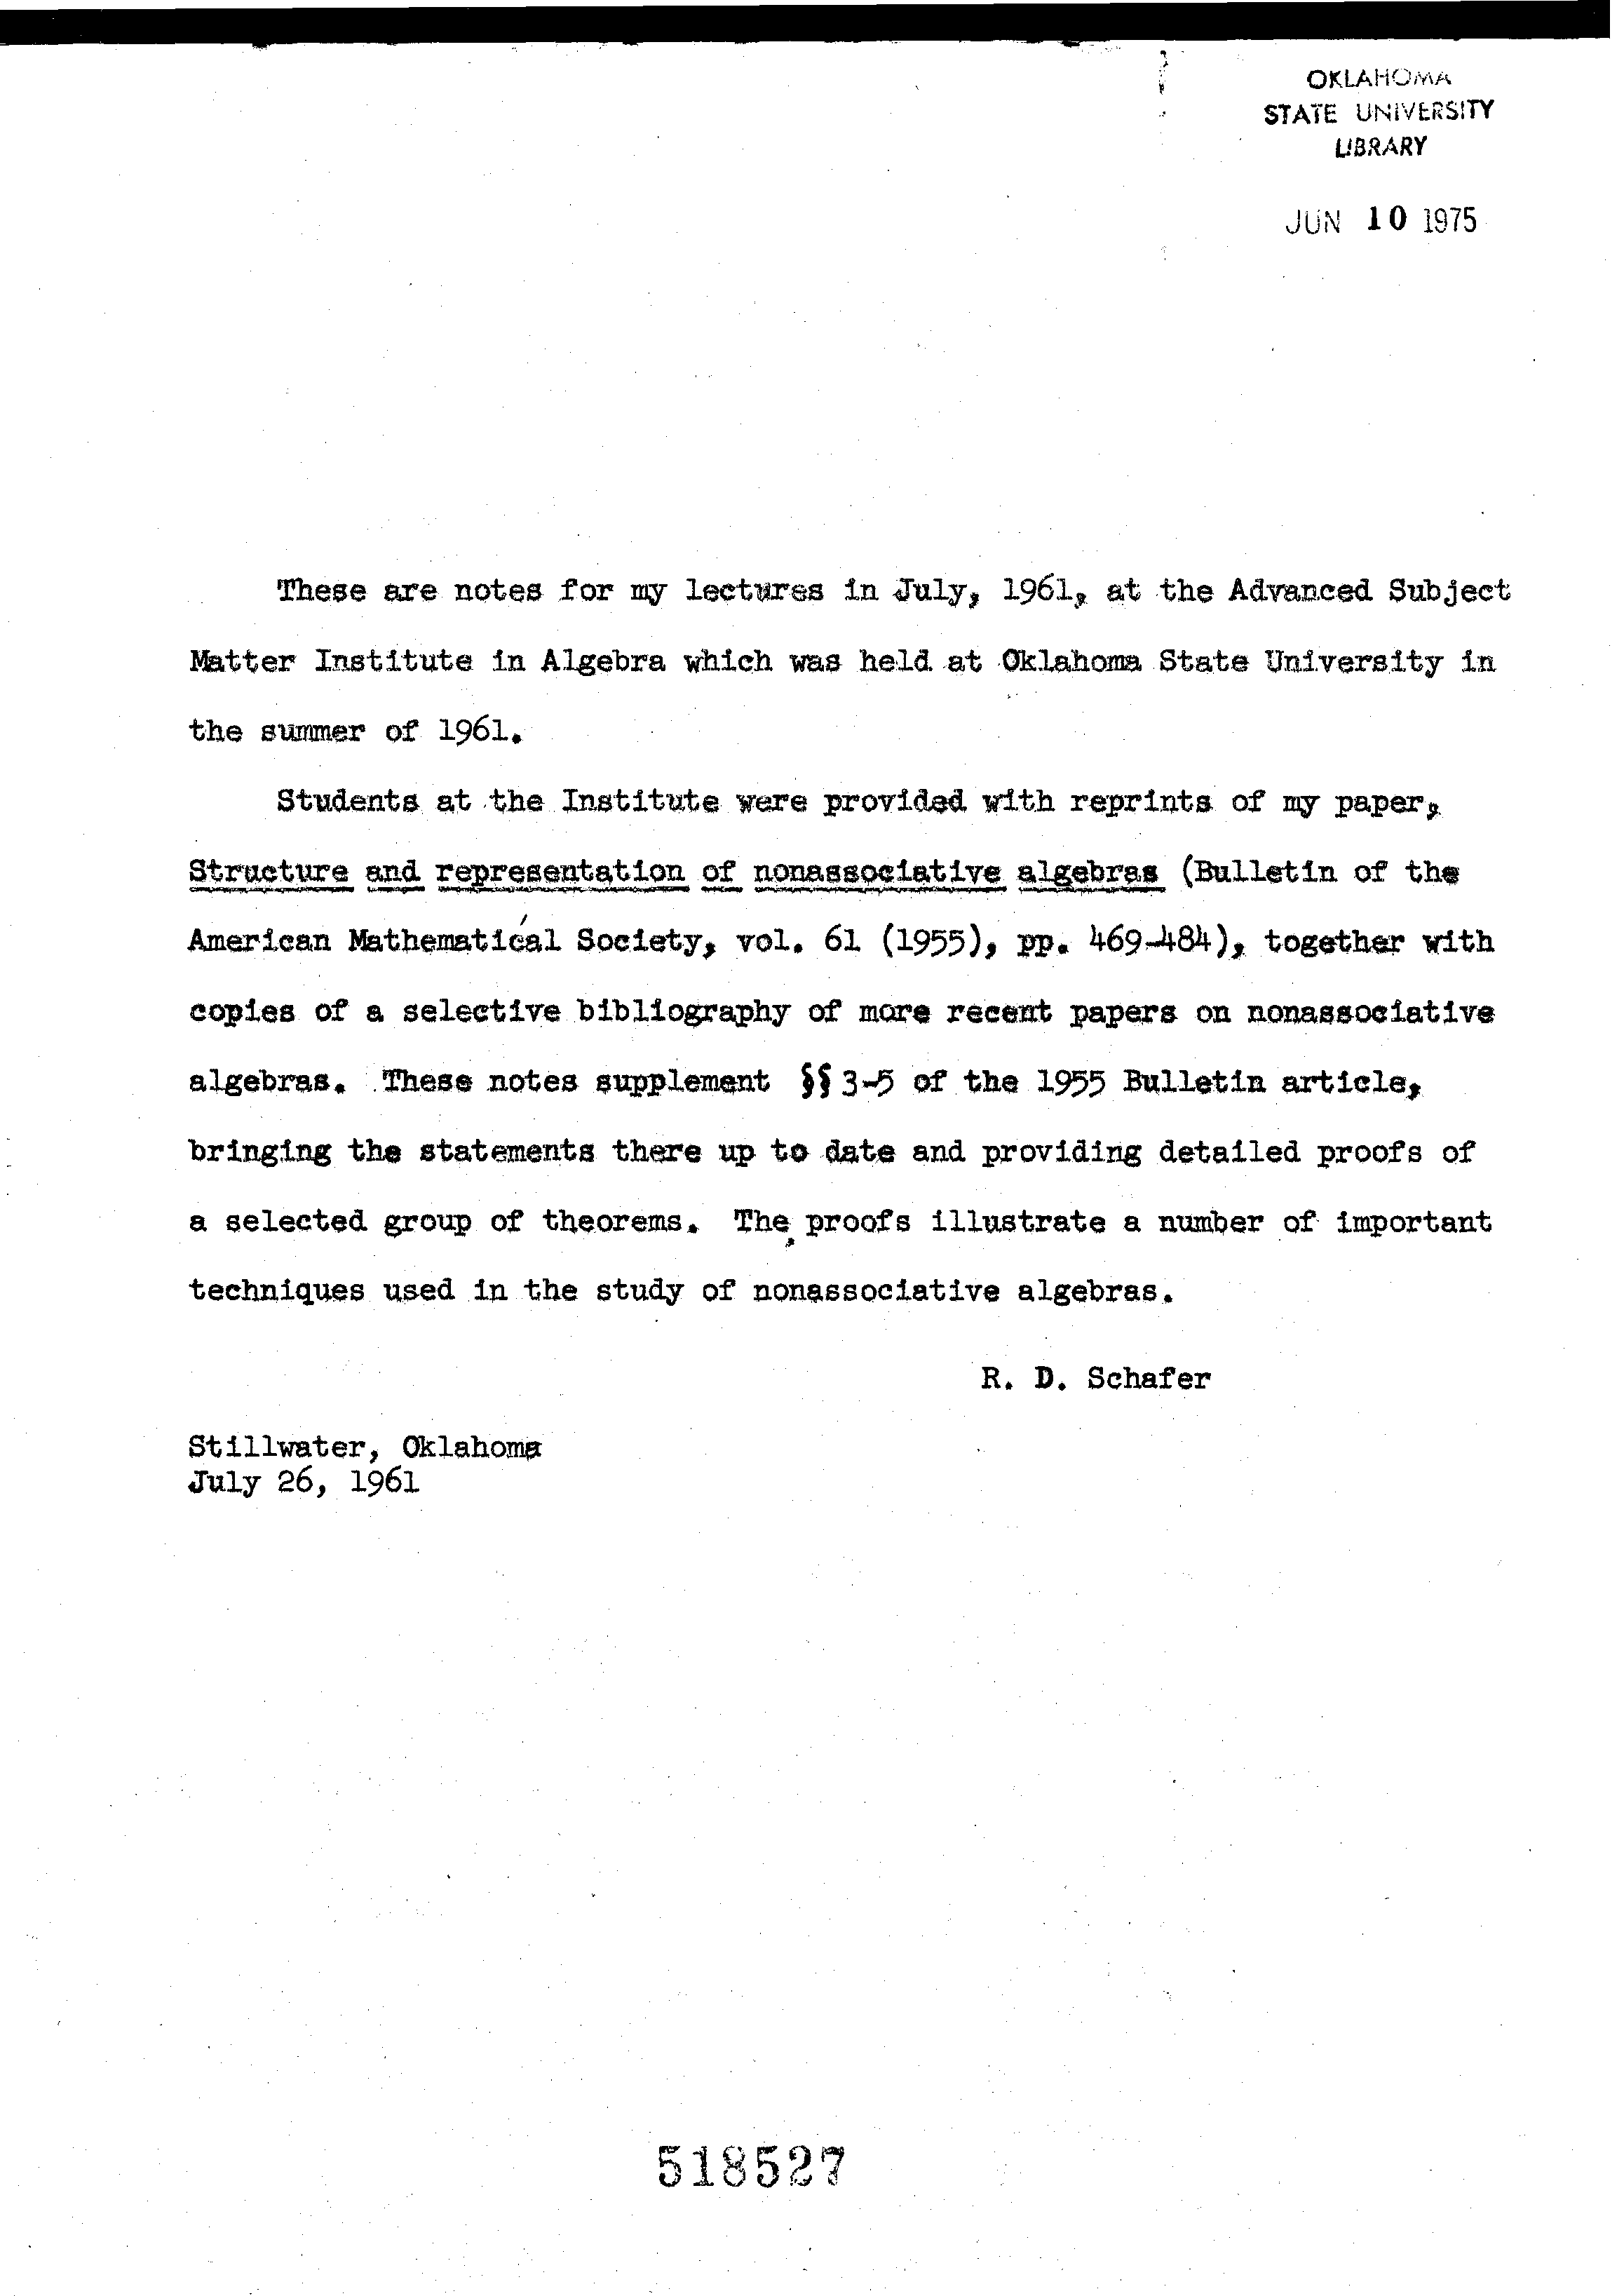 OKLAHOMA
STATE UNIVERSITY
LIBRARY
JUN 10 1975
These are notes for my lectures in July, 1961, at the Advanced Subject
Matter Institute in Algebra which was held at Oklahoma State University in
the summer of 1961.
Students at the Institute were provided with reprints of my paper,
Structure and representation of nonassociative algebras (Bulletin of the
American Mathematical Society, vol. 61 (1955), pp. 469-484), together with
copies of a selective bibliography of more recent papers on nonassociative
algebras. These notes supplement §§ 3-5 of the 1955 Bulletin article,
bringing the statements there up to date and providing detailed proofs of
a selected group of theorems. The proofs illustrate a number of important
techniques used in the study of nonassociative algebras.
R. D. Schafer
Stillwater, Oklahoma
July 26, 1961
518527